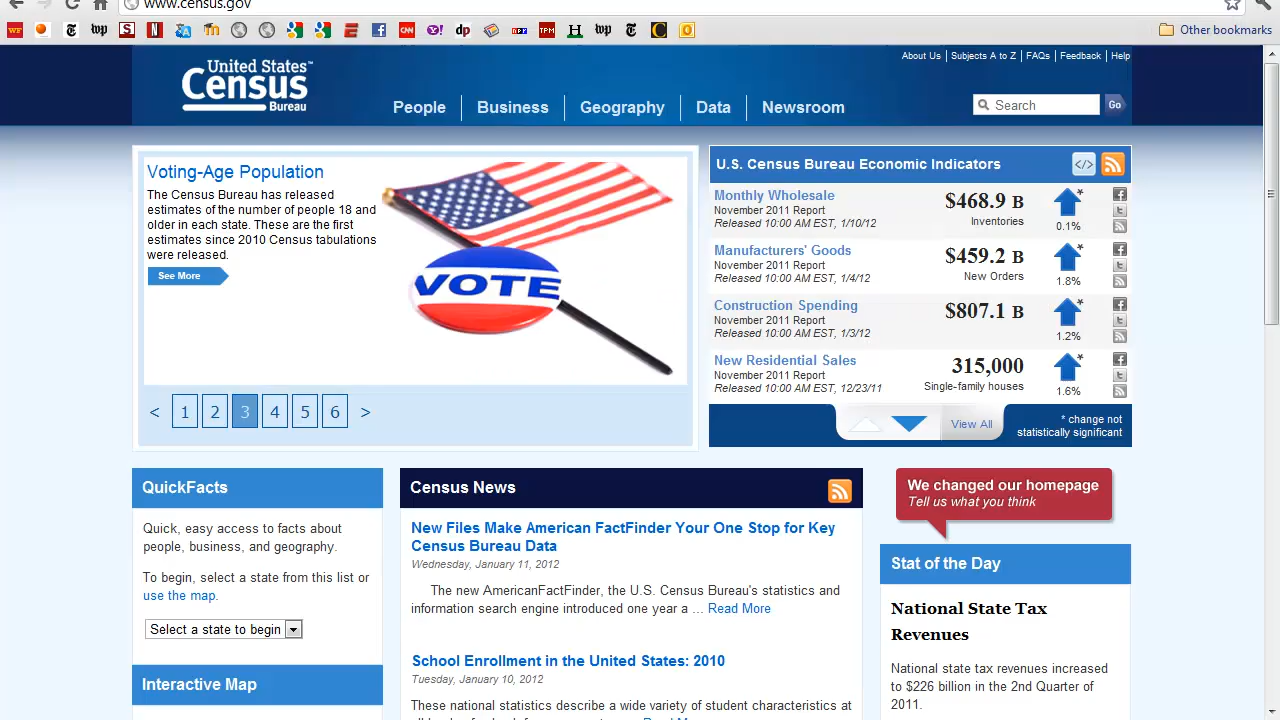 www.census.gov
Other bookmarks
About Us | Subjects A to Z | FAQs | Feedback | Help
United States
Census
Bureau
People
Business
Geography
Data
Newsroom
Search
Go
Voting-Age Population
The Census Bureau has released
estimates of the number of people 18 and
older in each state. These are the first
estimates since 2010 Census tabulations
were released.
See More
VOTE
< 1 2 3 4 5 6 >
U.S. Census Bureau Economic Indicators
Monthly Wholesale
November 2011 Report
Released 10:00 AM EST, 1/10/12
$468.9 B
Inventories
*
0.1%
Manufacturers' Goods
November 2011 Report
Released 10:00 AM EST, 1/4/12
$459.2 B
New Orders
*
1.8%
Construction Spending
November 2011 Report
Released 10:00 AM EST, 1/3/12
$807.1 B
*
1.2%
New Residential Sales
November 2011 Report
Released 10:00 AM EST, 12/23/11
315,000
Single-family houses
*
1.6%
View All
* change not
statistically significant
QuickFacts
Quick, easy access to facts about
people, business, and geography.
To begin, select a state from this list or
use the map.
Select a state to begin
Interactive Map
Census News
New Files Make American FactFinder Your One Stop for Key
Census Bureau Data
Wednesday, January 11, 2012
The new AmericanFactFinder, the U.S. Census Bureau's statistics and
information search engine introduced one year a ... Read More
School Enrollment in the United States: 2010
Tuesday, January 10, 2012
These national statistics describe a wide variety of student characteristics at
We changed our homepage
Tell us what you think
Stat of the Day
National State Tax
Revenues
National state tax revenues increased
to $226 billion in the 2nd Quarter of
2011.